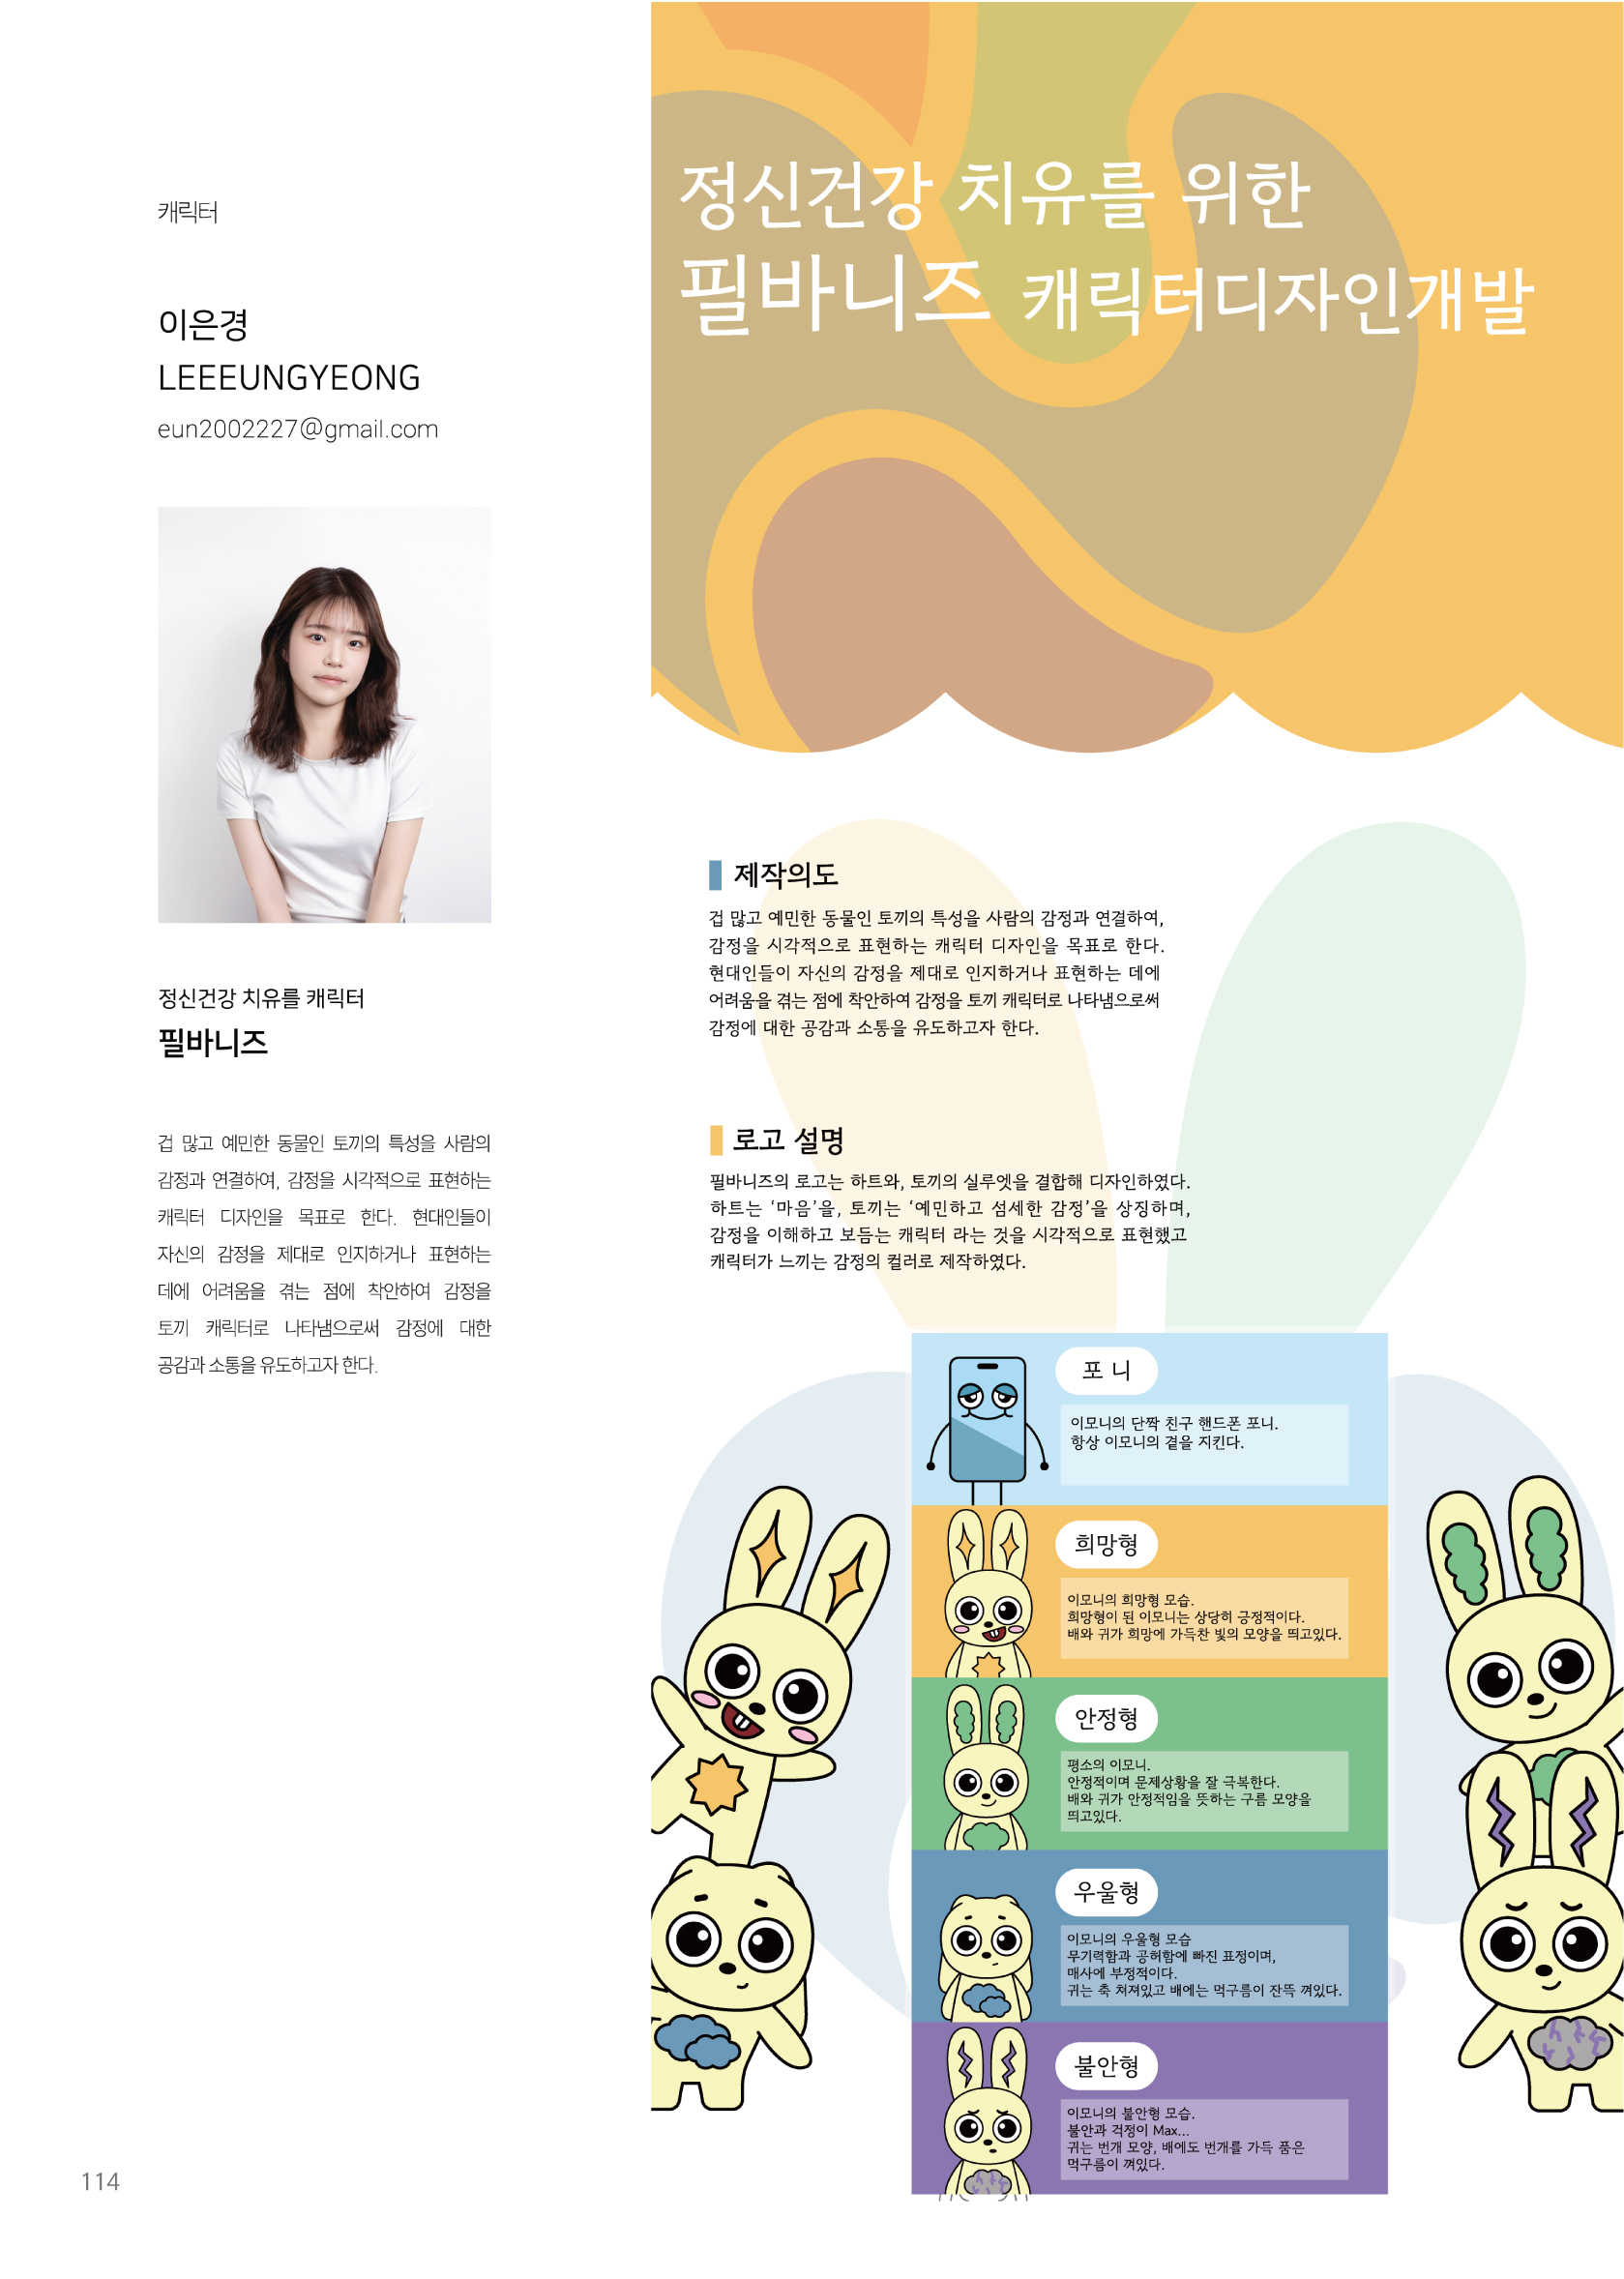 캐릭터
이은경
LEEEUNGYEONG
eun2002227@gmail.com
정신건강 치유를 캐릭터
필바니즈
겁 많고 예민한 동물인 토끼의 특성을 사람의
감정과 연결하여, 감정을 시각적으로 표현하는
캐릭터 디자인을 목표로 한다. 현대인들이
자신의 감정을 제대로 인지하거나 표현하는
데에 어려움을 겪는 점에 착안하여 감정을
토끼 캐릭터로 나타냄으로써 감정에 대한
공감과 소통을 유도하고자 한다.
114
정신건강 치유를 위한
필바니즈 캐릭터디자인개발
제작의도
겁 많고 예민한 동물인 토끼의 특성을 사람의 감정과 연결하여,
감정을 시각적으로 표현하는 캐릭터 디자인을 목표로 한다.
현대인들이 자신의 감정을 제대로 인지하거나 표현하는 데에
어려움을 겪는 점에 착안하여 감정을 토끼 캐릭터로 나타냄으로써
감정에 대한 공감과 소통을 유도하고자 한다.
로고 설명
필바니즈의 로고는 하트와, 토끼의 실루엣을 결합해 디자인하였다.
하트는 ‘마음’을, 토끼는 ‘예민하고 섬세한 감정’을 상징하며,
감정을 이해하고 보듬는 캐릭터 라는 것을 시각적으로 표현했고
캐릭터가 느끼는 감정의 컬러로 제작하였다.
포 니
이모니의 단짝 친구 핸드폰 포니.
항상 이모니의 곁을 지킨다.
희망형
이모니의 희망형 모습.
희망형이 된 이모니는 상당히 긍정적이다.
배와 귀가 희망에 가득찬 빛의 모양을 띄고있다.
안정형
평소의 이모니.
안정적이며 문제상황을 잘 극복한다.
배와 귀가 안정적임을 뜻하는 구름 모양을
띄고있다.
우울형
이모니의 우울형 모습
무기력함과 공허함에 빠진 표정이며,
매사에 부정적이다.
귀는 축 쳐져있고 배에는 먹구름이 잔뜩 껴있다.
불안형
이모니의 불안형 모습.
불안과 걱정이 Max...
귀는 번개 모양, 배에도 번개를 가득 품은
먹구름이 껴있다.